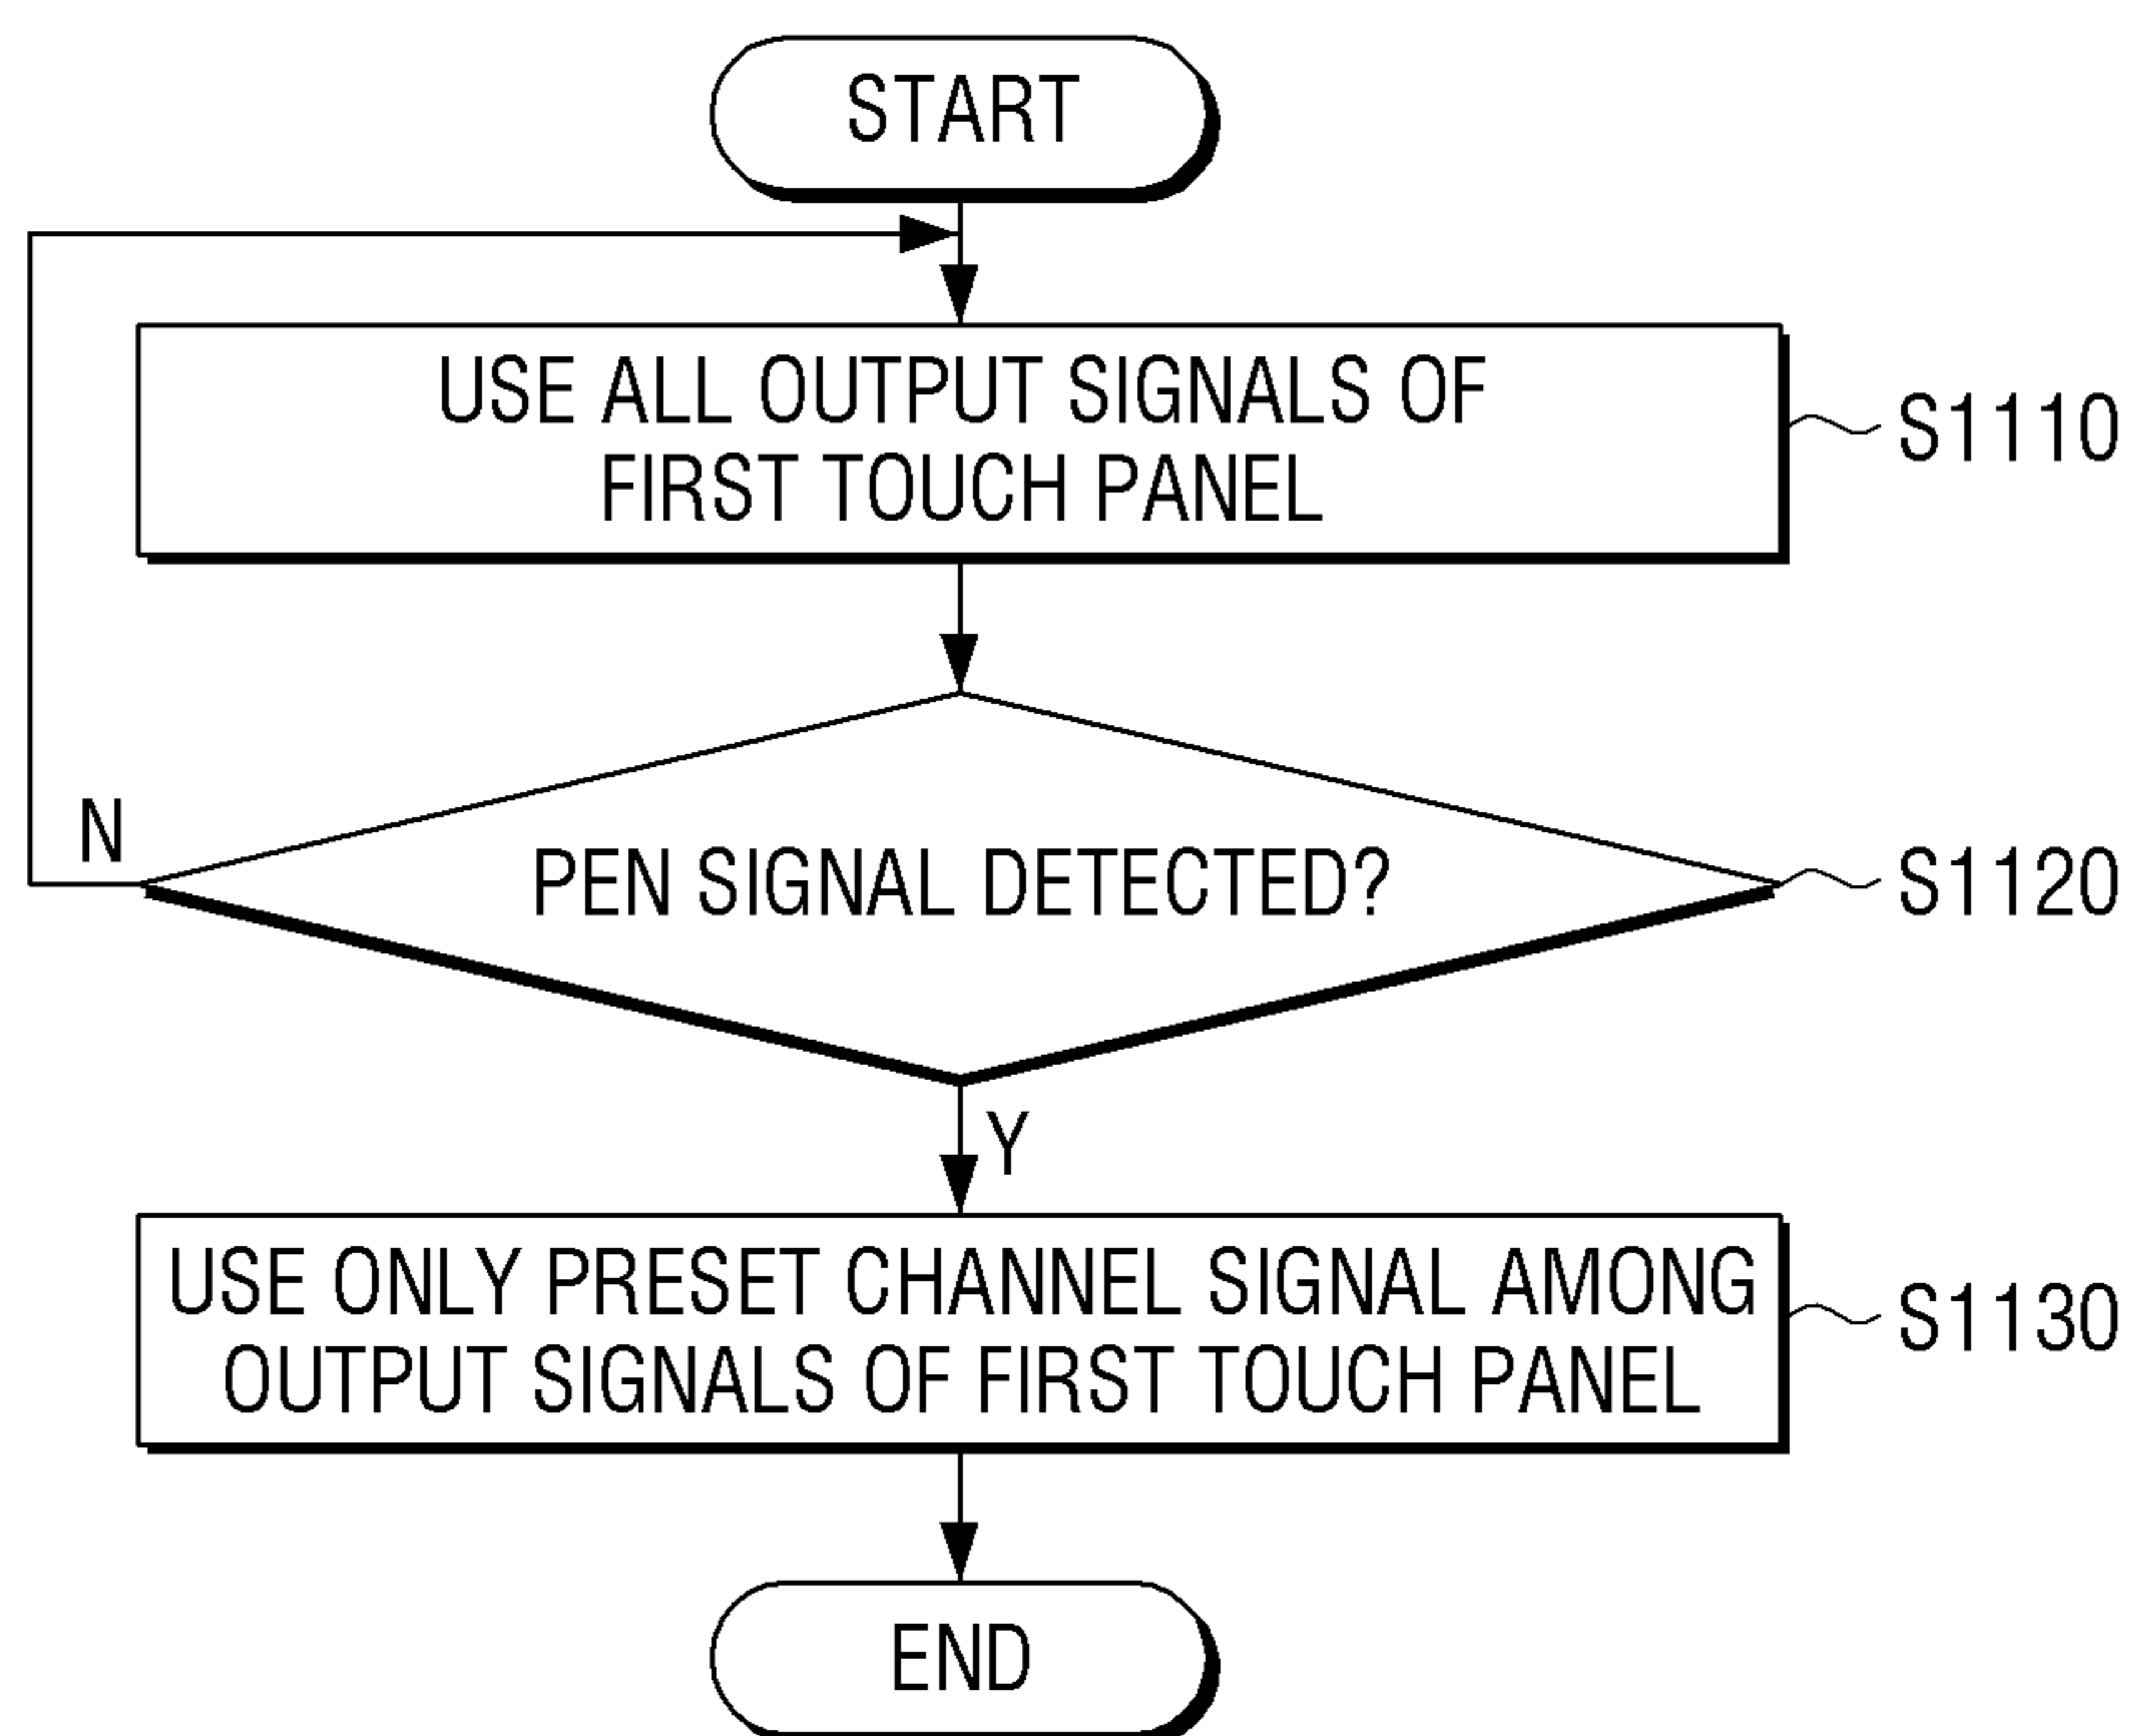 START
USE ALL OUTPUT SIGNALS OF
FIRST TOUCH PANEL
S1110
N
PEN SIGNAL DETECTED?
S1120
Y
USE ONLY PRESET CHANNEL SIGNAL AMONG
OUTPUT SIGNALS OF FIRST TOUCH PANEL
S1130
END